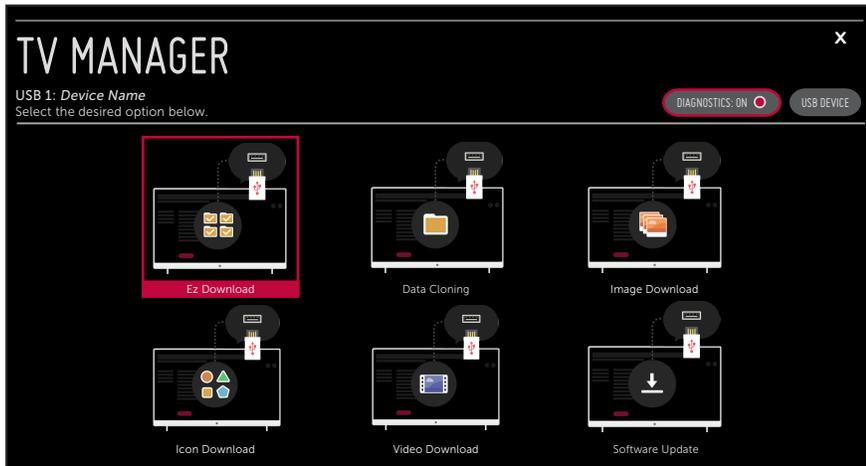 X
TV MANAGER
USB 1: Device Name
Select the desired option below.
DIAGNOSTICS: ON
USB DEVICE
Ez Download
Data Cloning
Image Download
Icon Download
Video Download
Software Update